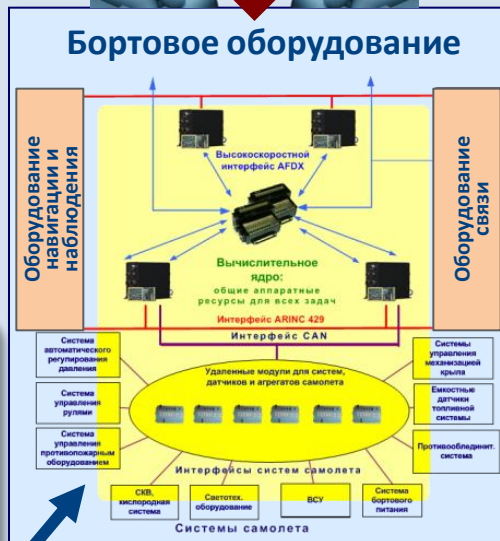 Бортовое оборудование
Оборудование
навигации и
наблюдения
Высокоскоростной
интерфейс AFDX
Оборудование
связи
Вычислительное
ядро:
общие аппаратные
ресурсы для всех задач
Интерфейс ARINC 429
Интерфейс CAN
Система
автоматического
регулирования
давления
Удаленные модули для систем,
датчиков и агрегатов самолета
Системы
управления
механизацией
крыла
Система
управления
рулями
Емкостные
датчики
топливной
системы
Система
управления
противопожарным
оборудованием
Противообледенит.
система
Интерфейсы систем самолета
СКВ,
кислородная
система
Светотех.
оборудование
ВСУ
Система
бортового
питания
Системы самолета